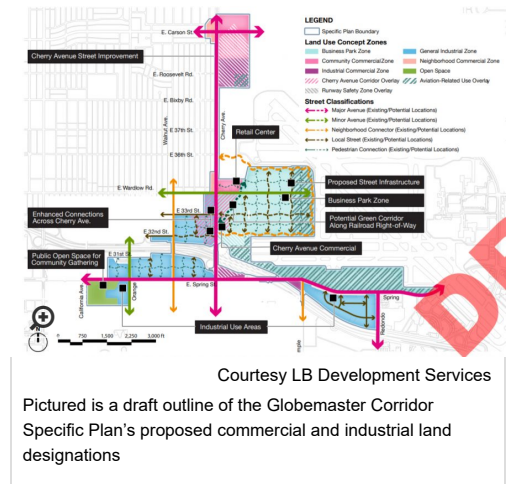 LEGEND
Specific Plan Boundary
Land Use Concept Zones
Business Park Zone
General Industrial Zone
Community CommercialZone
Neighborhood Commercial Zone
Industrial Commercial Zone
Open Space
Cherry Avenue Corridor Overlay
Aviation-Related Use Overlay
Runway Safety Zone Overlay
Street Classifications
Major Avenue (Existing/Potential Locations)
Minor Avenue (Existing/Potential Locations)
Neighborhood Connector (Existing/Potential Locations)
Local Street (Existing/Potential Locations)
Pedestrian Connection (Existing/Potential Locations)
E. Carson St.
Cherry Avenue Street Improvement
E. Roosevelt Rd.
E. Bixby Rd.
Walnut Ave.
Cherry Ave.
E. 37th St.
Retail Center
E. 36th St.
Proposed Street Infrastructure
E. Wardlow Rd.
Business Park Zone
Enhanced Connections
Across Cherry Ave.
E. 33rd St.
Potential Green Corridor
Along Railroad Right-of-Way
E. 32nd St.
Cherry Avenue Commercial
Public Open Space for
Community Gathering
E. 31st St.
California Ave.
Orange
E. Spring St.
Spring
Industrial Use Areas
Redondo
mple
N
0 750 1,500 2,250 3,000 ft
D
Courtesy LB Development Services
Pictured is a draft outline of the Globemaster Corridor
Specific Plan’s proposed commercial and industrial land
designations